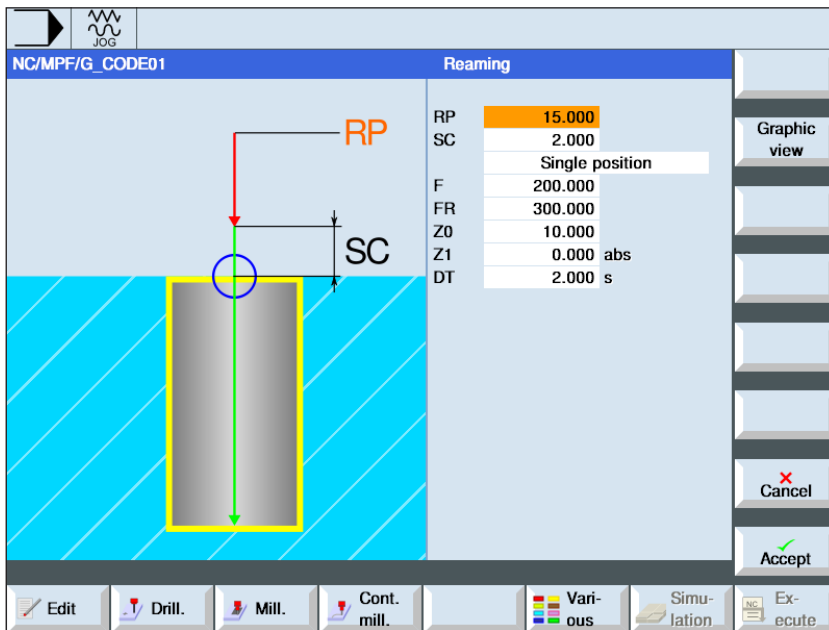 JOG
NC/MPF/G_CODE01
Reaming
RP
SC
RP 15.000
SC 2.000
Single position
F 200.000
FR 300.000
Z0 10.000
Z1 0.000 abs
DT 2.000 s
Graphic
view
Cancel
Accept
Edit
Drill.
Mill.
Cont.
mill.
Vari-
ous
Simu-
lation
NC
Ex-
ecute